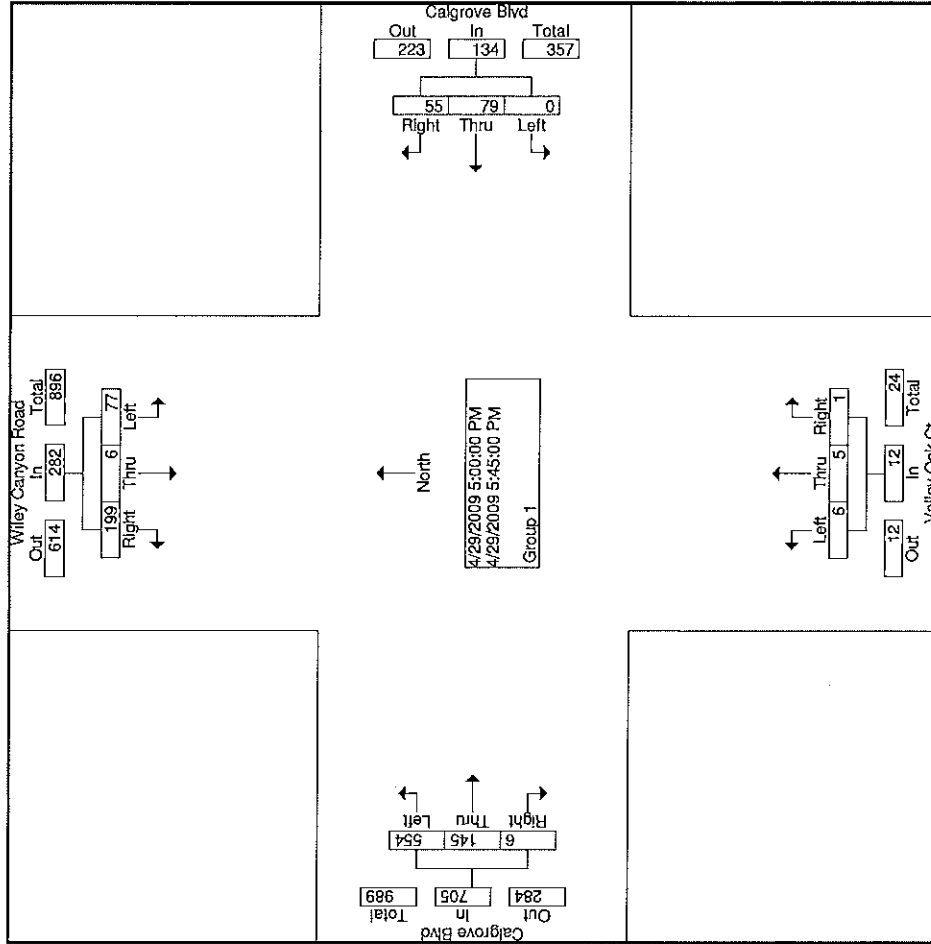 Calgrove Blvd
Out In Total
223 134 357
55 79 0
Right Thru Left
Wiley Canyon Road
Out In Total
614 282 896
199 6 77
Right Thru Left
North
4/29/2009 5:00:00 PM
4/29/2009 5:45:00 PM
Group 1
Left Thru Right
6 5 1
12 12 24
Out In Total
Valley Oak Ct
Left Thru Right
554 145 6
Total In Out
989 705 284
Calgrove Blvd